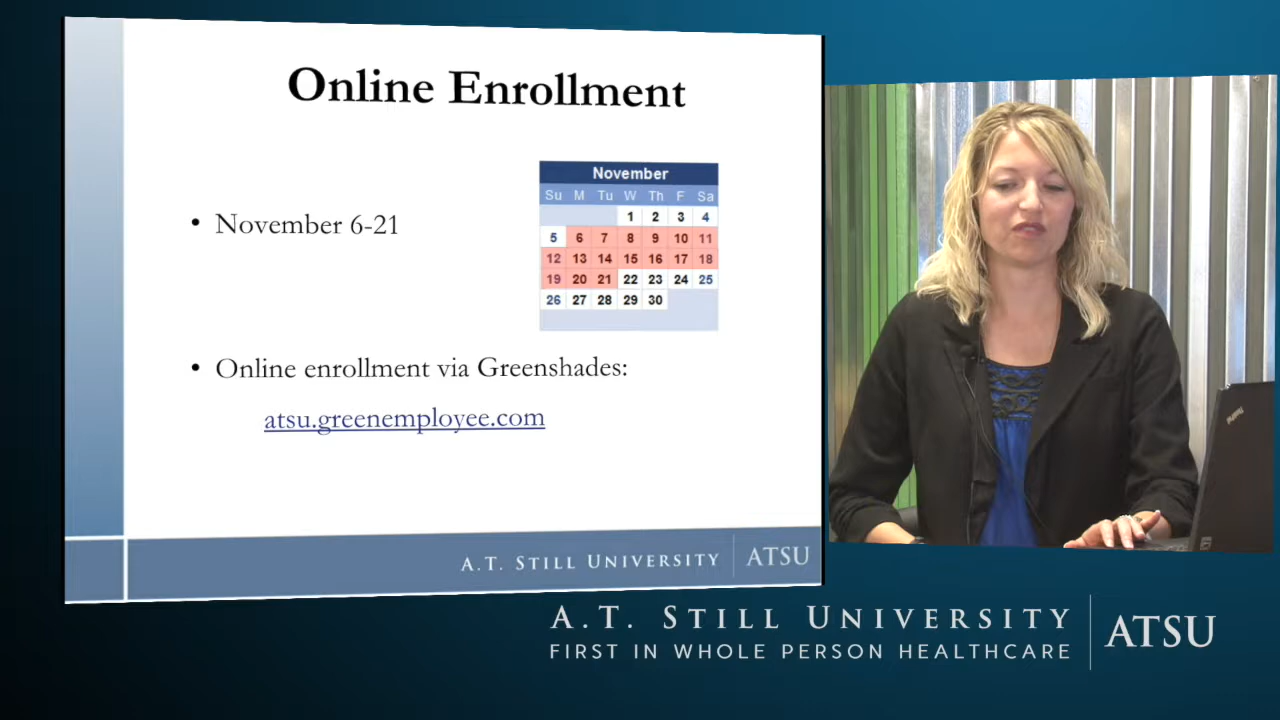 Online Enrollment
• November 6-21
November
Su M Tu W Th F Sa
1 2 3 4
5 6 7 8 9 10 11
12 13 14 15 16 17 18
19 20 21 22 23 24 25
26 27 28 29 30
• Online enrollment via Greenshades:
atsu.greenemployee.com
A.T. Still University ATSU
A.T. Still University ATSU
FIRST IN WHOLE PERSON HEALTHCARE